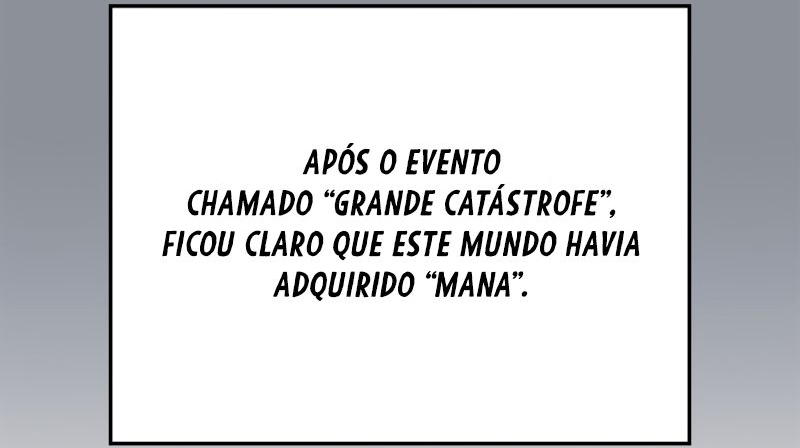 APÓS O EVENTO
CHAMADO “GRANDE CATÁSTROFE”,
FICOU CLARO QUE ESTE MUNDO HAVIA
ADQUIRIDO “MANA”.